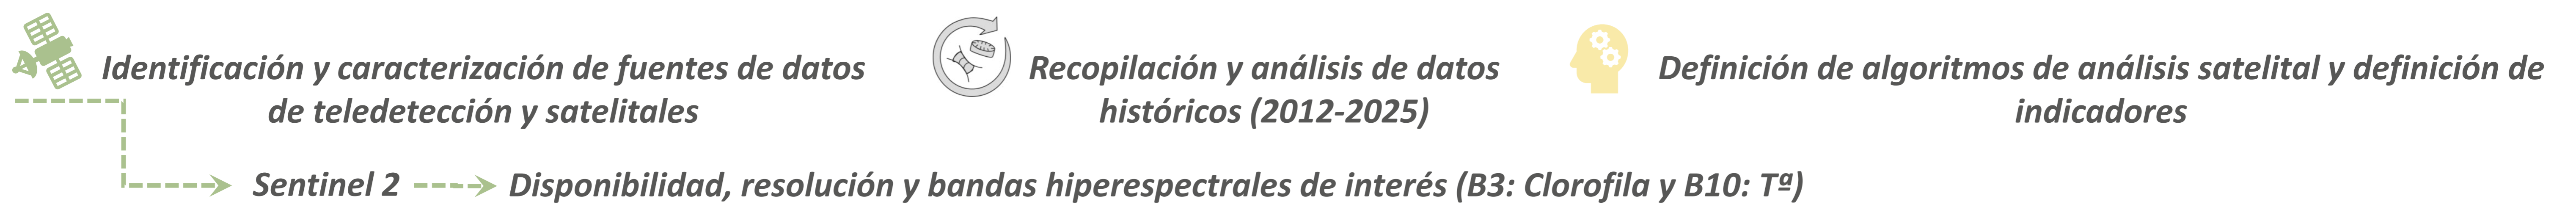 Identificación y caracterización de fuentes de datos
de teledetección y satelitales
Recopilación y análisis de datos
históricos (2012-2025)
Definición de algoritmos de análisis satelital y definición de
indicadores
Sentinel 2
Disponibilidad, resolución y bandas hiperespectrales de interés (B3: Clorofila y B10: Tª)